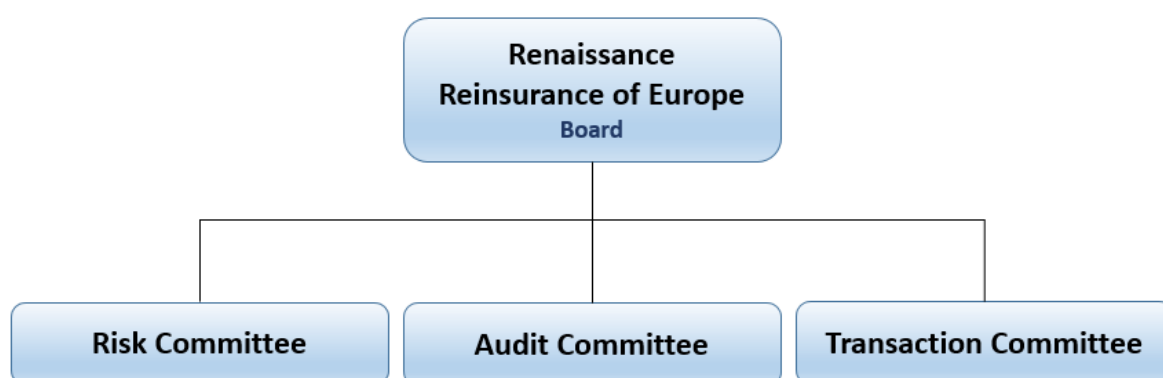 Renaissance
Reinsurance of Europe
Board
Risk Committee
Audit Committee
Transaction Committee